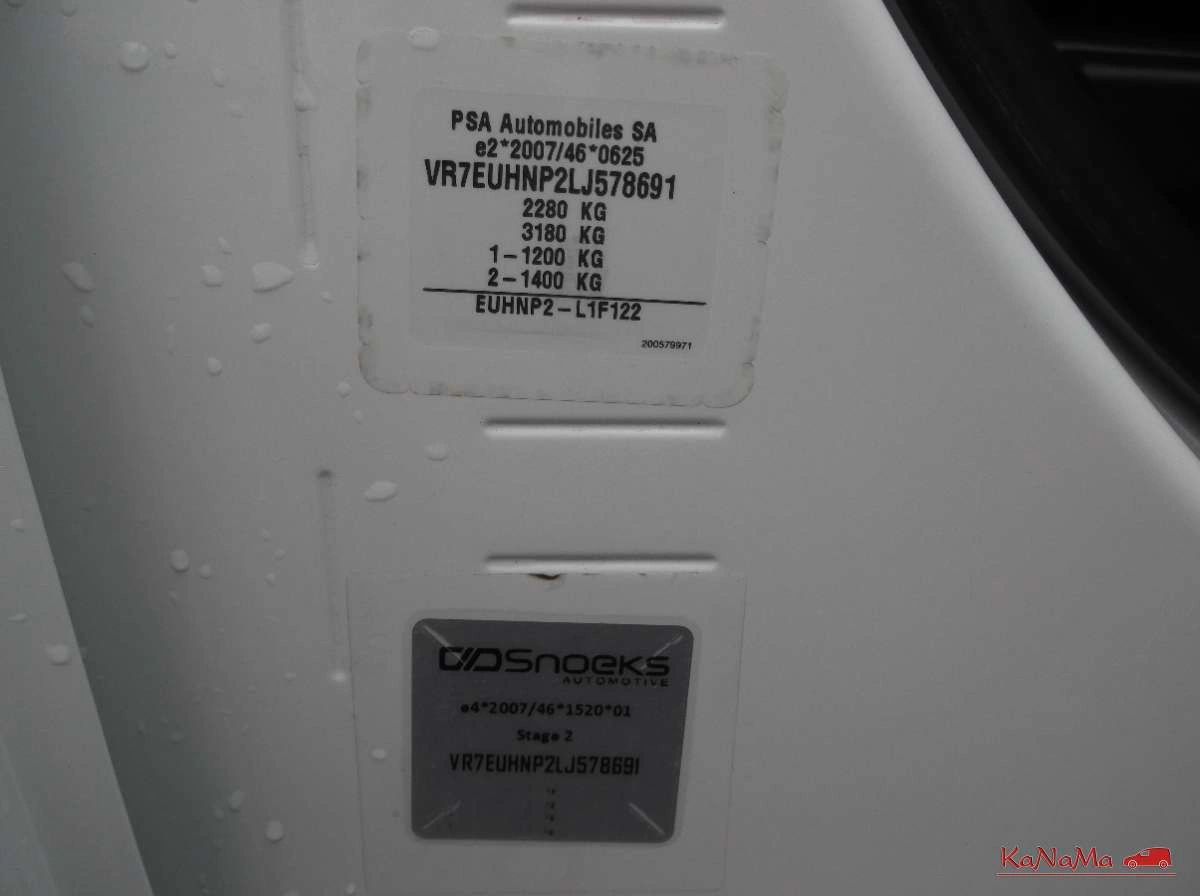 PSA Automobiles SA
e2*2007/46*0625
VR7EUHNP2LJ578691
2280 KG
3180 KG
1-1200 KG
2-1400 KG
EUHNP2-L1F122
200579971
Snoeks
AUTOMOTIVE
e4*2007/46*1520*01
Stage 2
VR7EUHNP2LJ578691
KaNaMa